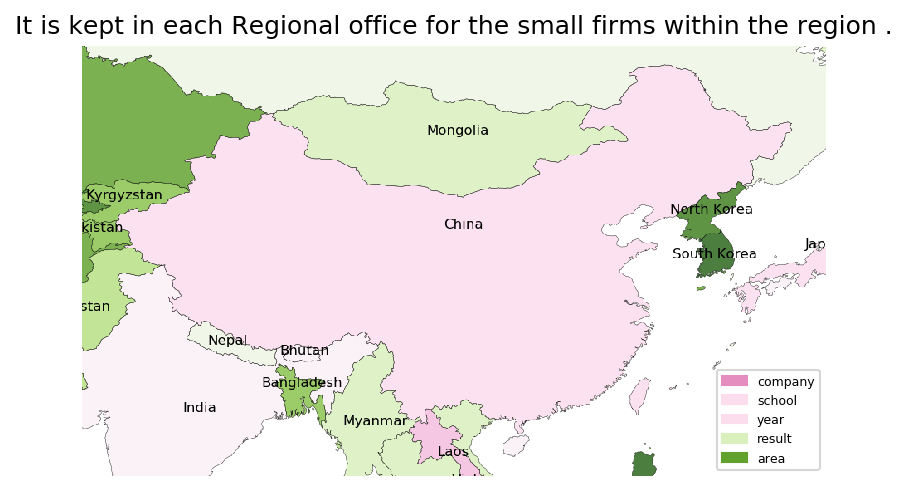 It is kept in each Regional office for the small firms within the region .
Mongolia
Kyrgyzstan
North Korea
China
kistan
Jap
South Korea
stan
Nepal
Bhutan
Bangladesh
India
Myanmar
Laos
company
school
year
result
area